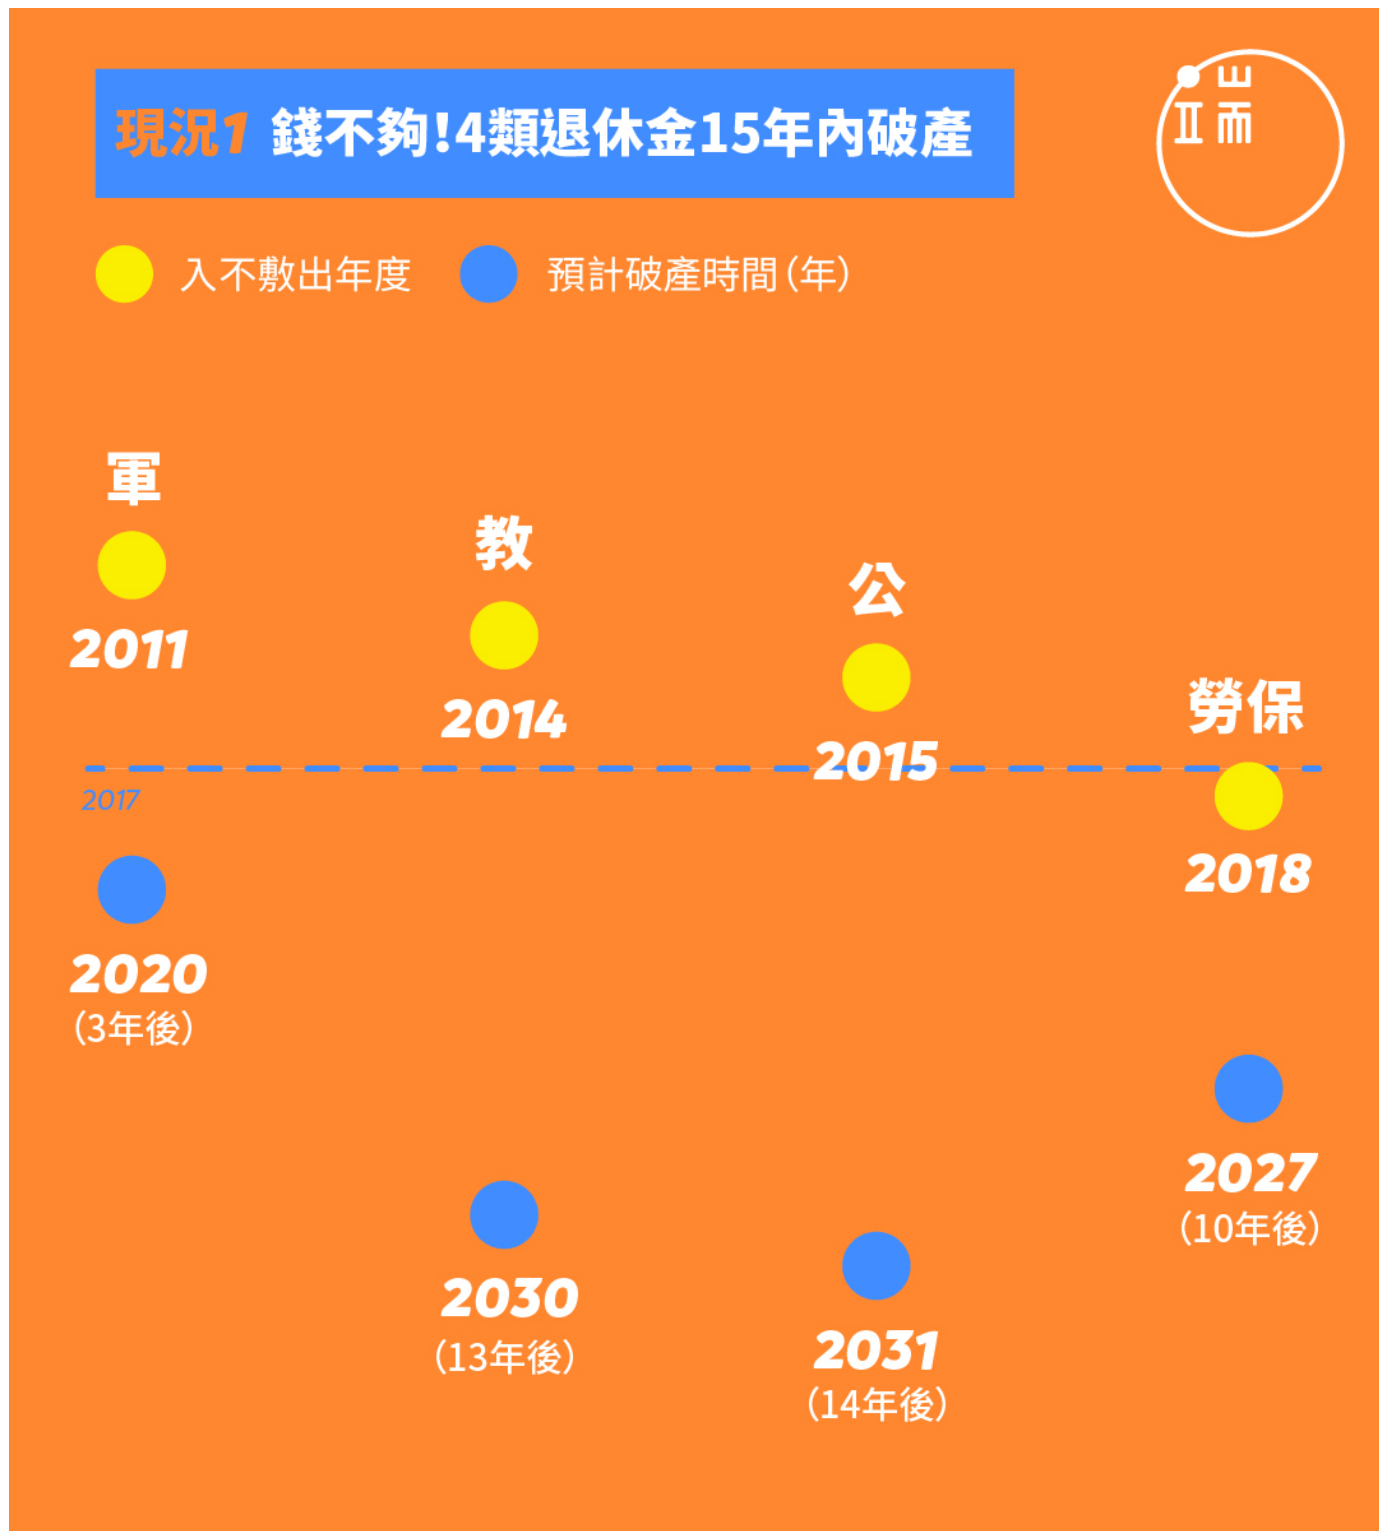 現況1 錢不夠!4類退休金15年內破產
端
入不敷出年度 預計破產時間(年)
軍
2011
教
2014
公
2015
勞保
2018
2017
2020
(3年後)
2030
(13年後)
2031
(14年後)
2027
(10年後)